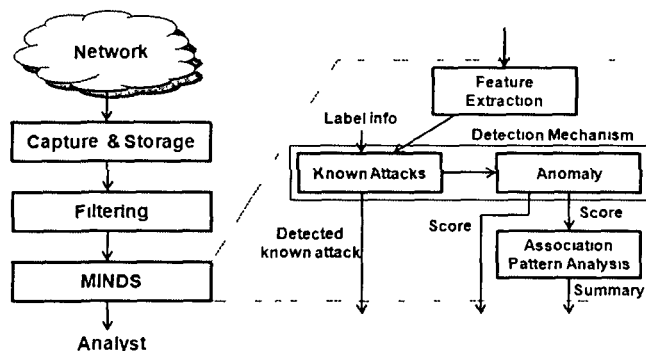 Network
Capture & Storage
Filtering
MINDS
Analyst
Feature
Extraction
Label info
Detection Mechanism
Known Attacks
Anomaly
Detected
known attack
Score
Score
Association
Pattern Analysis
Summary